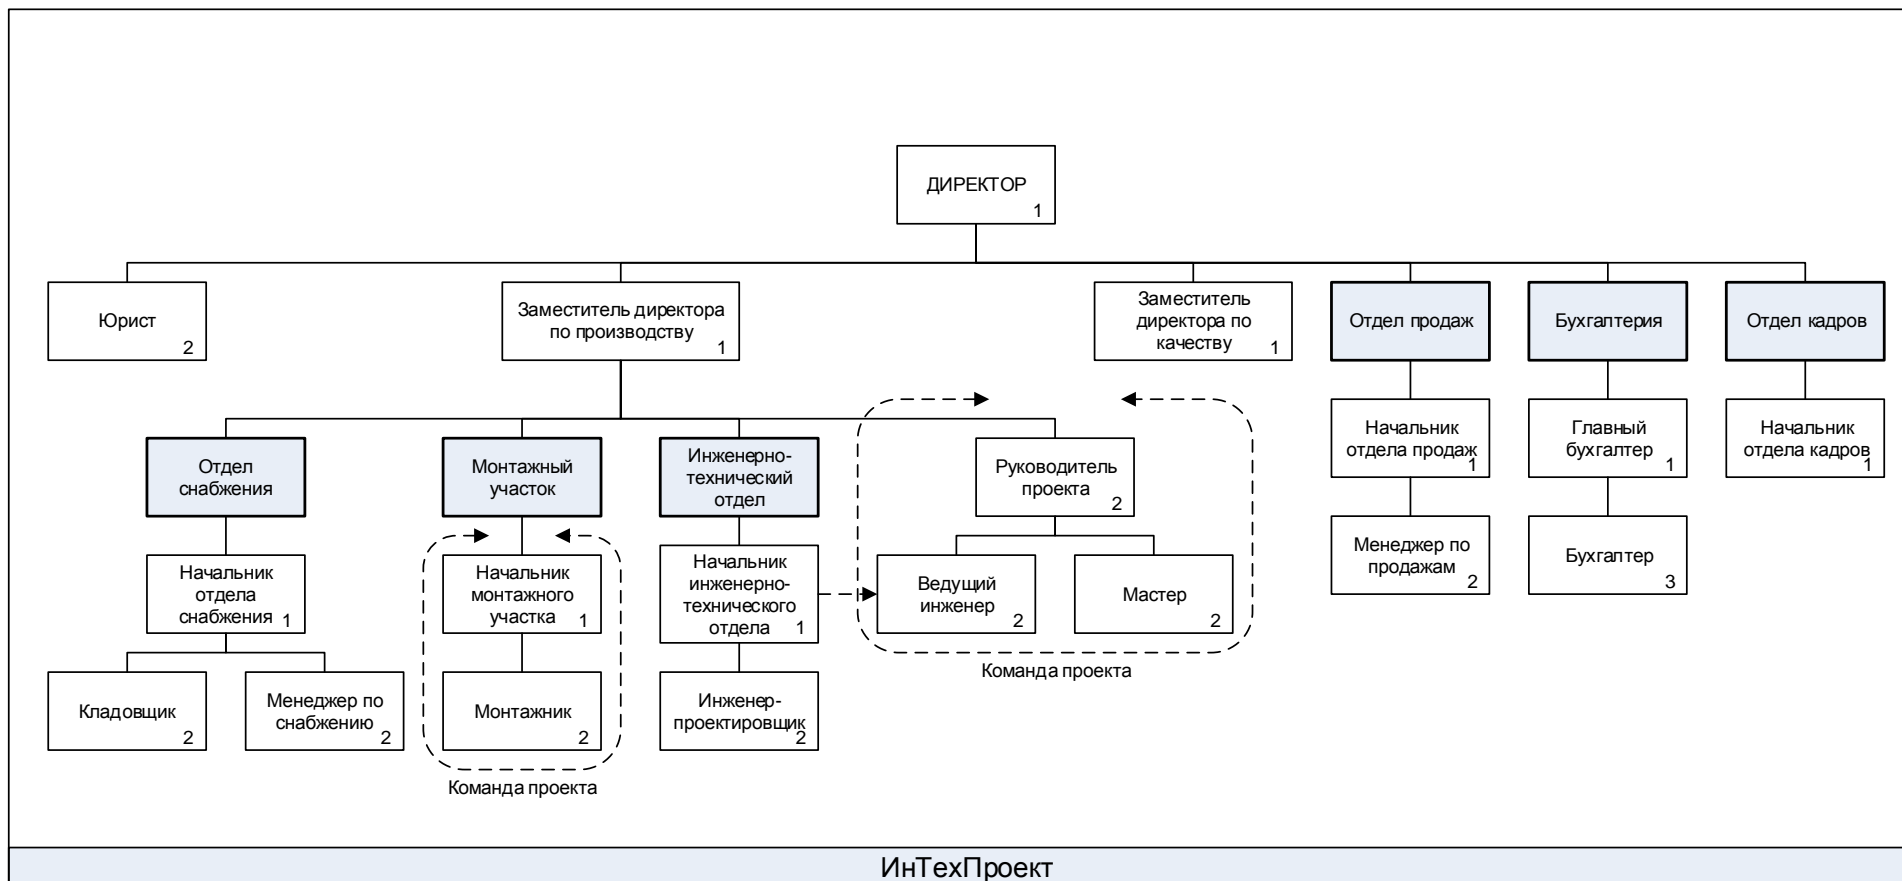 ДИРЕКТОР
1
Юрист
2
Заместитель директора
по производству
1
Заместитель
директора по
качеству
1
Отдел продаж
Бухгалтерия
Отдел кадров
Начальник
отдела продаж
1
Главный
бухгалтер
1
Начальник
отдела кадров
1
Отдел
снабжения
Монтажный
участок
Инженерно-
технический
отдел
Руководитель
проекта
2
Менеджер по
продажам
2
Бухгалтер
3
Начальник
отдела
снабжения
1
Начальник
монтажного
участка
1
Начальник
инженерно-
технического
отдела
1
Ведущий
инженер
2
Мастер
2
Команда проекта
Кладовщик
2
Менеджер по
снабжению
2
Монтажник
2
Инженер-
проектировщик
2
Команда проекта
ИнТехПроект